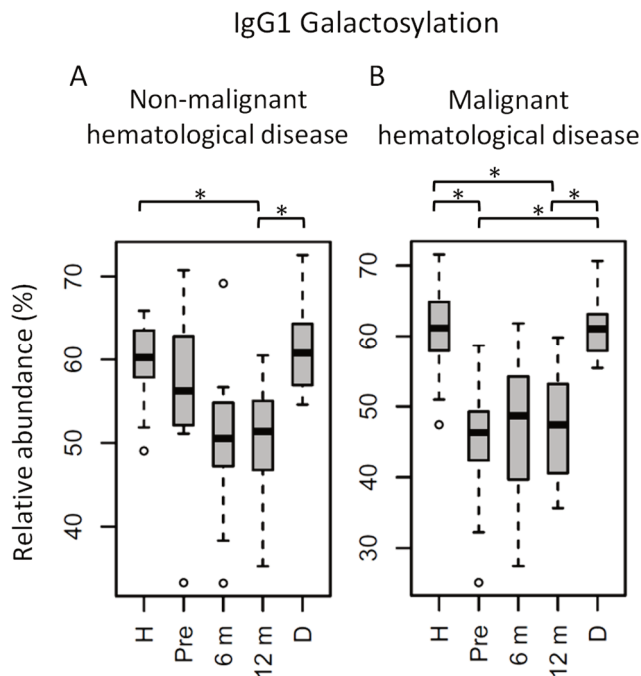 IgG1 Galactosylation
A
Non-malignant
hematological disease
B
Malignant
hematological disease
*
*
*
*
*
*
Relative abundance (%)
70
60
50
40
H
Pre
6 m
12 m
D
70
60
50
40
30
H
Pre
6 m
12 m
D